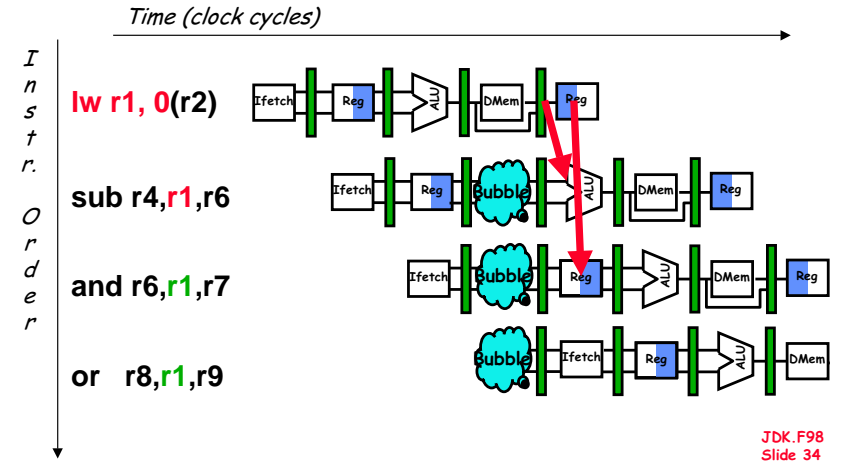 Time (clock cycles)
I
n
s
t
r.
O
r
d
e
r
lw r1, 0(r2)
Ifetch Reg ALU DMem Reg
sub r4,r1,r6
Ifetch Reg Bubble ALU DMem Reg
and r6,r1,r7
Ifetch Bubble Reg ALU DMem Reg
or r8,r1,r9
Bubble Ifetch Reg ALU DMem
JDK.F98
Slide 34